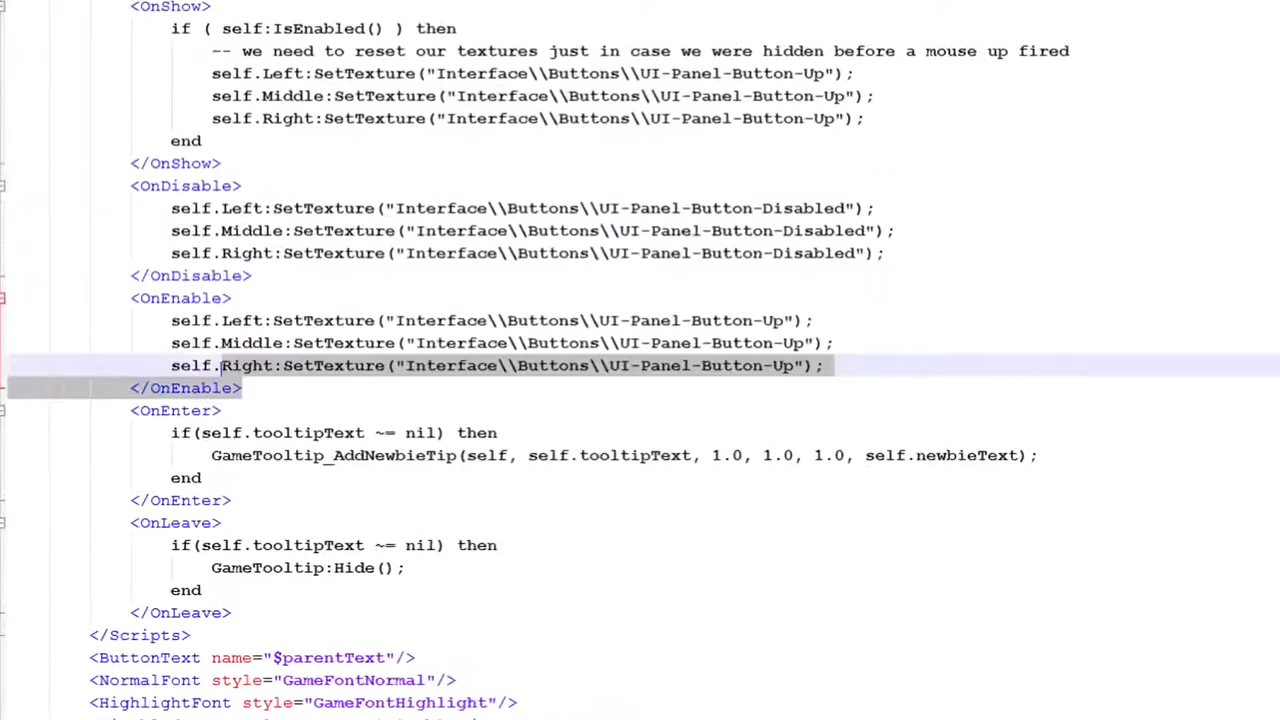 <OnShow>
if ( self:IsEnabled() ) then
-- we need to reset our textures just in case we were hidden before a mouse up fired
self.Left:SetTexture("Interface\\Buttons\\UI-Panel-Button-Up");
self.Middle:SetTexture("Interface\\Buttons\\UI-Panel-Button-Up");
self.Right:SetTexture("Interface\\Buttons\\UI-Panel-Button-Up");
end
</OnShow>
<OnDisable>
self.Left:SetTexture("Interface\\Buttons\\UI-Panel-Button-Disabled");
self.Middle:SetTexture("Interface\\Buttons\\UI-Panel-Button-Disabled");
self.Right:SetTexture("Interface\\Buttons\\UI-Panel-Button-Disabled");
</OnDisable>
<OnEnable>
self.Left:SetTexture("Interface\\Buttons\\UI-Panel-Button-Up");
self.Middle:SetTexture("Interface\\Buttons\\UI-Panel-Button-Up");
self.Right:SetTexture("Interface\\Buttons\\UI-Panel-Button-Up");
</OnEnable>
<OnEnter>
if(self.tooltipText ~= nil) then
GameTooltip_AddNewbieTip(self, self.tooltipText, 1.0, 1.0, 1.0, self.newbieText);
end
</OnEnter>
<OnLeave>
if(self.tooltipText ~= nil) then
GameTooltip:Hide();
end
</OnLeave>
</Scripts>
<ButtonText name="$parentText"/>
<NormalFont style="GameFontNormal"/>
<HighlightFont style="GameFontHighlight"/>